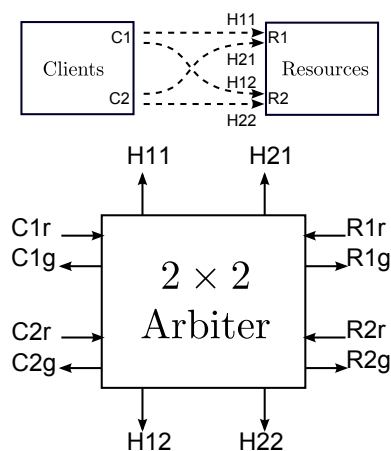 H11
C1 R1
Clients H21 Resources
H12
C2 R2
H22
H11 H21
C1r R1r
C1g R1g
2 × 2
Arbiter
C2r R2r
C2g R2g
H12 H22